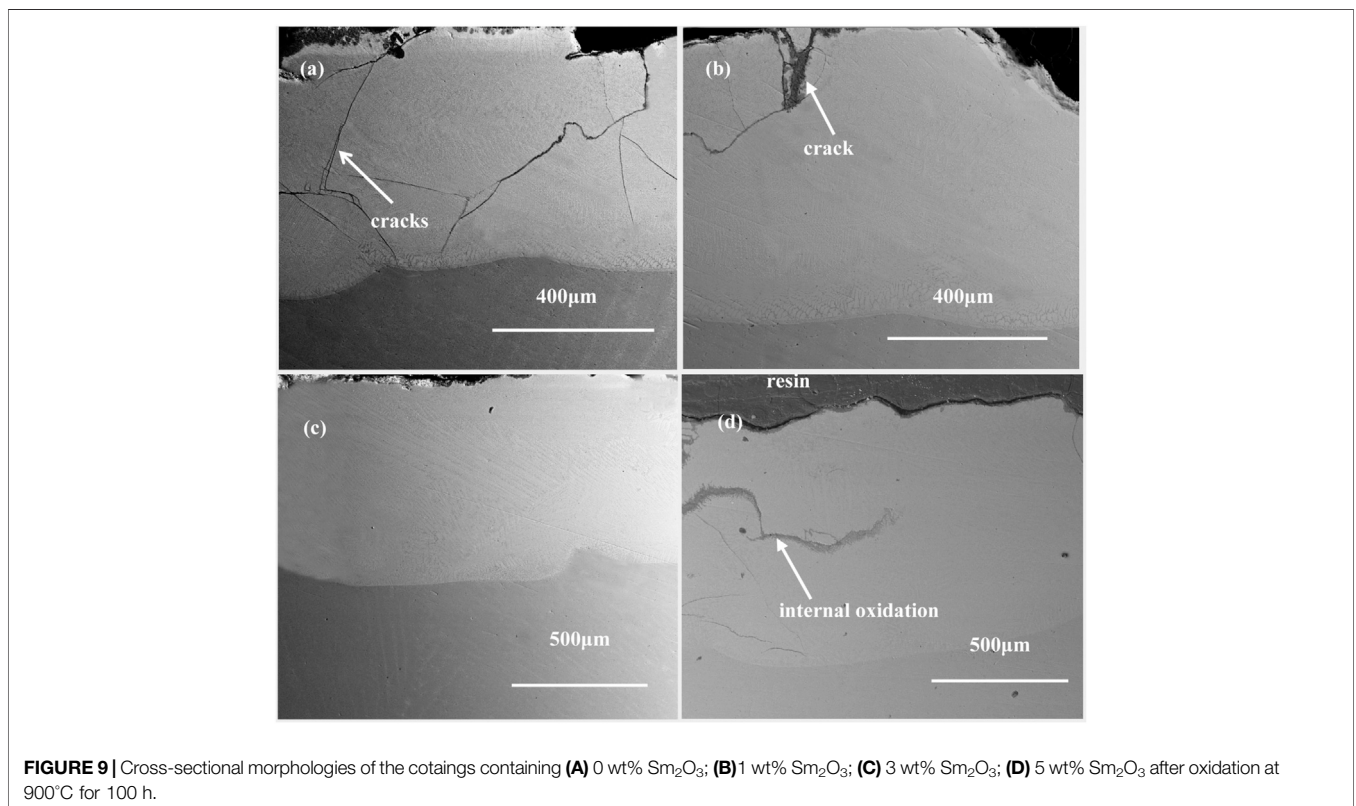 (a)
cracks
400μm
(b)
crack
400μm
(c)
500μm
resin
(d)
internal oxidation
500μm
FIGURE 9 | Cross-sectional morphologies of the cotaings containing (A) 0 wt% Sm₂O₃; (B)1 wt% Sm₂O₃; (C) 3 wt% Sm₂O₃; (D) 5 wt% Sm₂O₃ after oxidation at
900°C for 100 h.